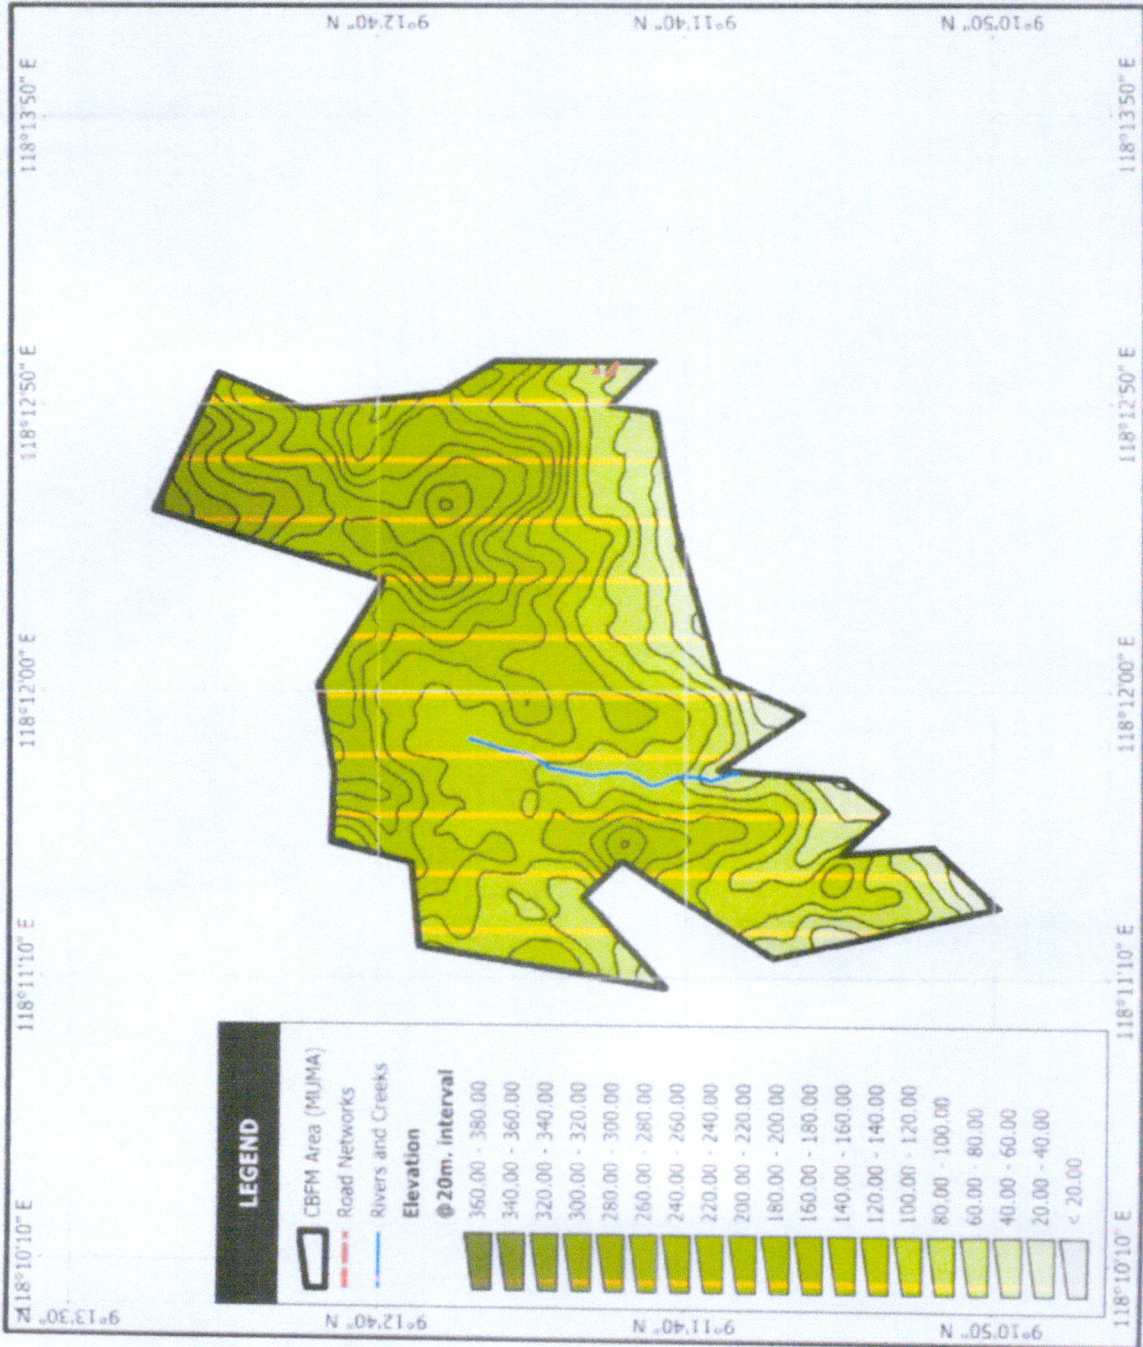 118°10'10" E
118°11'10" E
118°12'00" E
118°12'50" E
118°13'50" E
9°13'30" N
9°12'40" N
9°11'40" N
9°10'50" N
9°12'40" N
9°11'40" N
9°10'50" N
LEGEND
CBFM Area (MUMA)
Road Networks
Rivers and Creeks
Elevation
@20m. interval
360.00 - 380.00
340.00 - 360.00
320.00 - 340.00
300.00 - 320.00
280.00 - 300.00
260.00 - 280.00
240.00 - 260.00
220.00 - 240.00
200.00 - 220.00
180.00 - 200.00
160.00 - 180.00
140.00 - 160.00
120.00 - 140.00
100.00 - 120.00
80.00 - 100.00
60.00 - 80.00
40.00 - 60.00
20.00 - 40.00
< 20.00
118°10'10" E
118°11'10" E
118°12'00" E
118°12'50" E
118°13'50" E